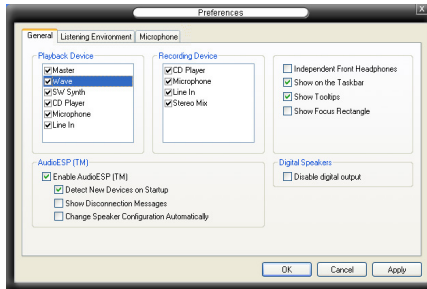 Preferences
X
General Listening Environment Microphone
Playback Device
Master
Wave
SW Synth
CD Player
Microphone
Line In
Recording Device
CD Player
Microphone
Line In
Stereo Mix
Independent Front Headphones
Show on the Taskbar
Show Tooltips
Show Focus Rectangle
AudioESP (TM)
Enable AudioESP (TM)
Detect New Devices on Startup
Show Disconnection Messages
Change Speaker Configuration Automatically
Digital Speakers
Disable digital output
OK Cancel Apply